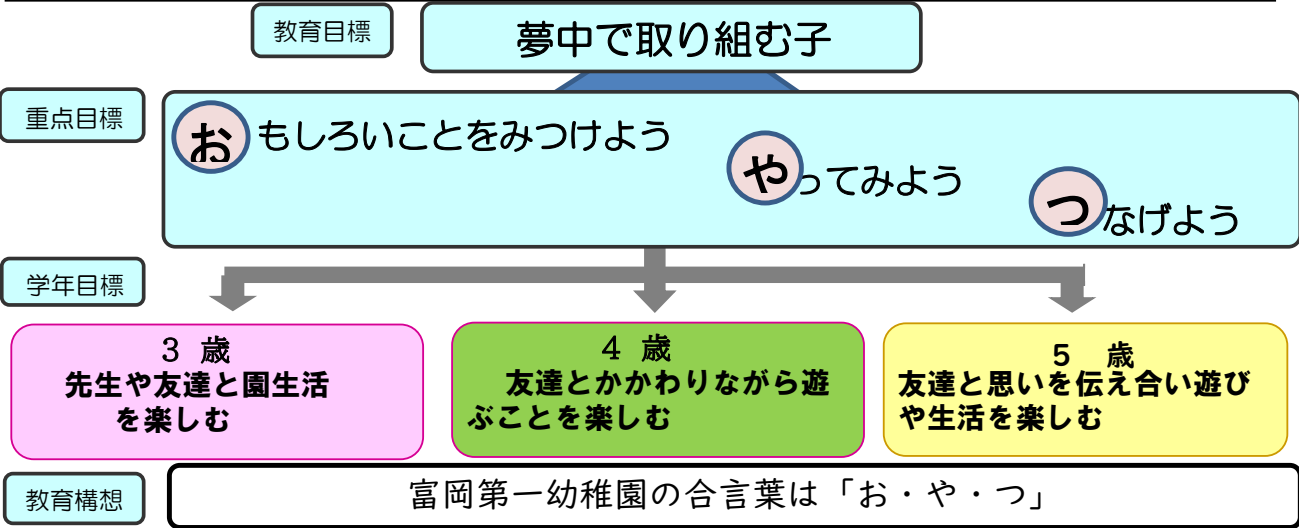 教育目標
夢中で取り組む子
重点目標
おもしろいことをみつけよう
やってみよう
つなげよう
学年目標
3 歳
先生や友達と園生活
を楽しむ
4 歳
友達とかかわりながら遊
ぶことを楽しむ
5 歳
友達と思いを伝え合い遊び
や生活を楽しむ
教育構想
富岡第一幼稚園の合言葉は「お・や・つ」